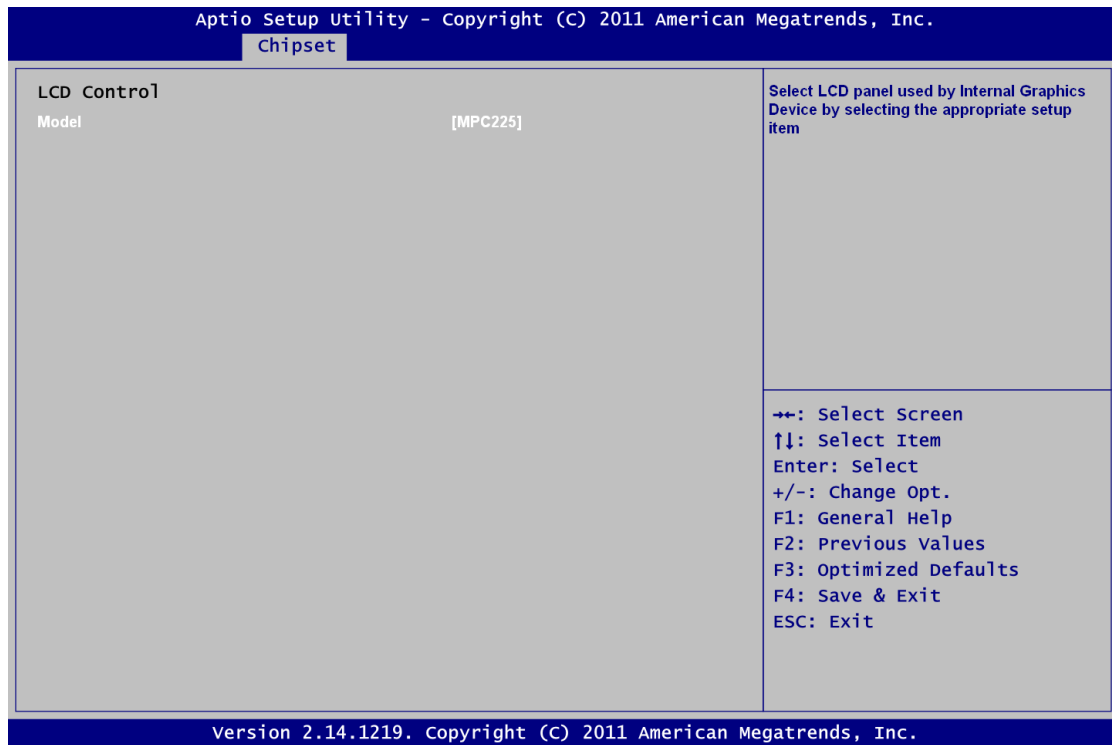 Aptio Setup Utility - Copyright (C) 2011 American Megatrends, Inc.
Chipset
LCD Control
Model [MPC225]
Select LCD panel used by Internal Graphics
Device by selecting the appropriate setup
item
→←: Select Screen
↑↓: Select Item
Enter: Select
+/-: Change Opt.
F1: General Help
F2: Previous Values
F3: Optimized Defaults
F4: Save & Exit
ESC: Exit
Version 2.14.1219. Copyright (C) 2011 American Megatrends, Inc.